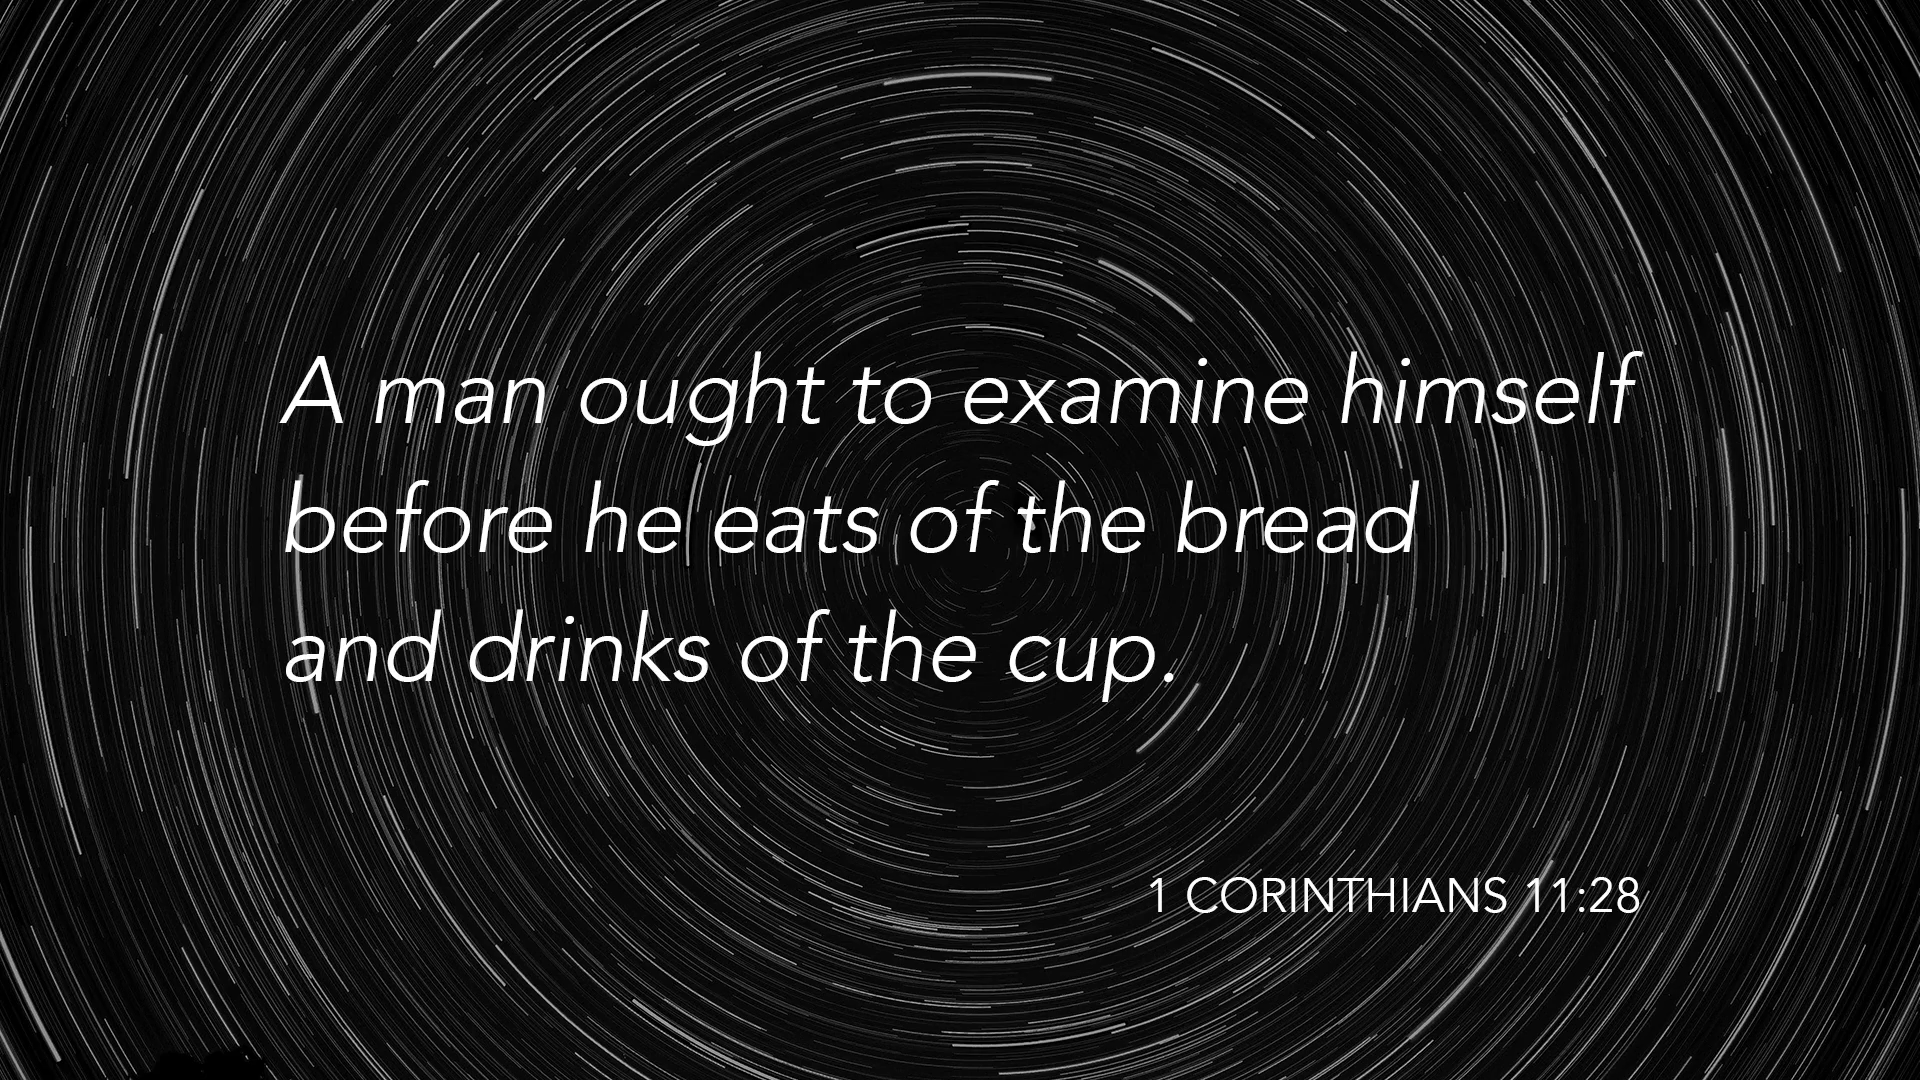 A man ought to examine himself
before he eats of the bread
and drinks of the cup.
1 CORINTHIANS 11:28